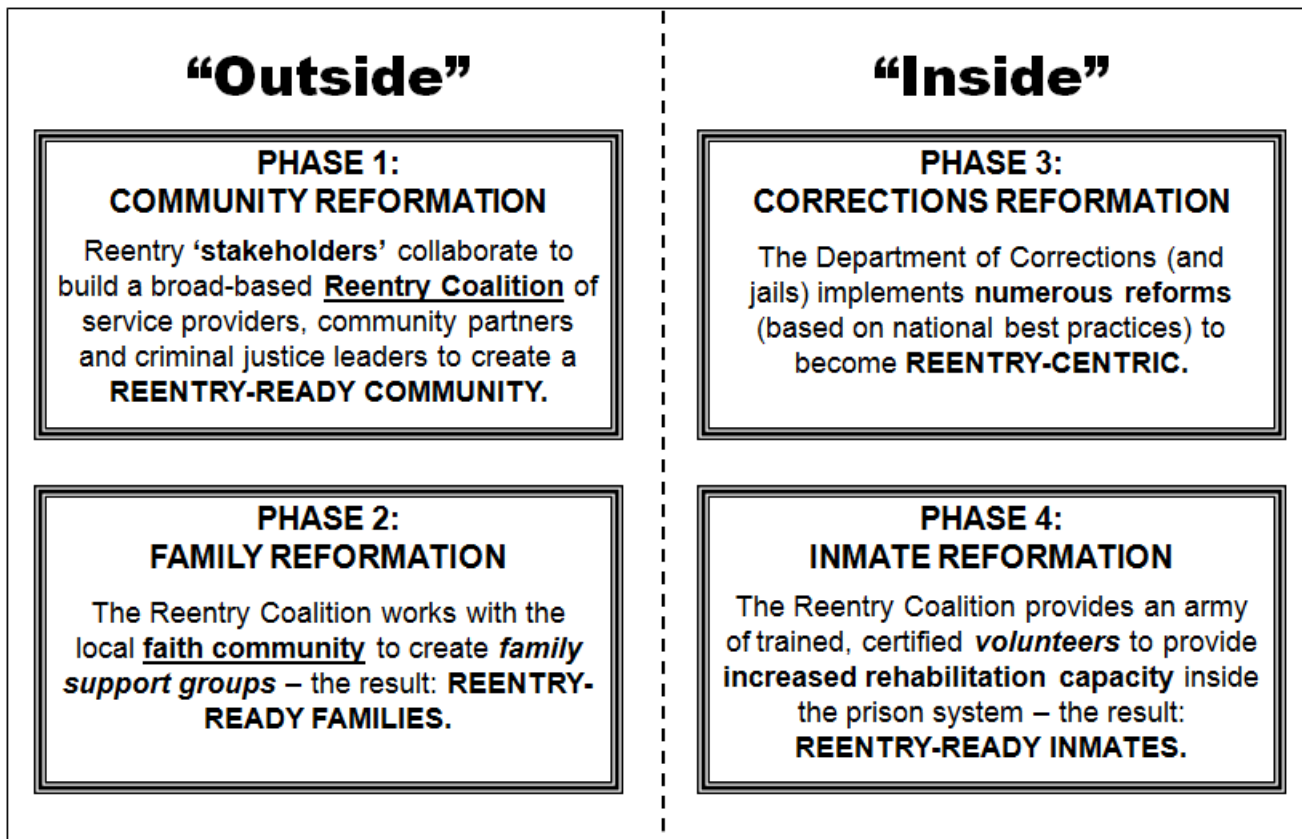 “Outside”
PHASE 1:
COMMUNITY REFORMATION
Reentry ‘stakeholders’ collaborate to
build a broad-based Reentry Coalition of
service providers, community partners
and criminal justice leaders to create a
REENTRY-READY COMMUNITY.
PHASE 2:
FAMILY REFORMATION
The Reentry Coalition works with the
local faith community to create family
support groups – the result: REENTRY-
READY FAMILIES.
“Inside”
PHASE 3:
CORRECTIONS REFORMATION
The Department of Corrections (and
jails) implements numerous reforms
(based on national best practices) to
become REENTRY-CENTRIC.
PHASE 4:
INMATE REFORMATION
The Reentry Coalition provides an army
of trained, certified volunteers to provide
increased rehabilitation capacity inside
the prison system – the result:
REENTRY-READY INMATES.